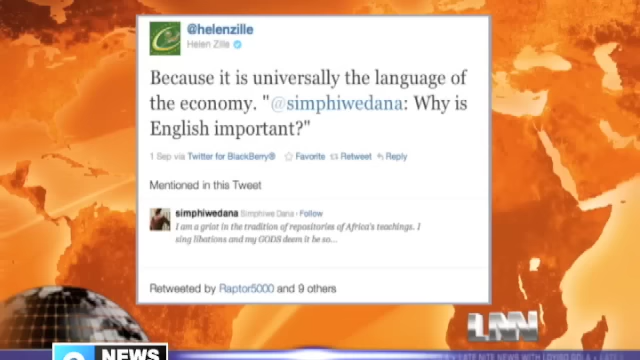 @helenzille
Helen Zille
Because it is universally the language of
the economy. "@simphiwedana: Why is
English important?"
1 Sep via Twitter for BlackBerry® Favorite Retweet Reply
Mentioned in this Tweet
simphiwedana Simphiwe Dana · Follow
I am a griot in the tradition of repositories of Africa's teachings. I
sing libations and my GODS deem it be so...
Retweeted by Raptor5000 and 9 others
LNN
NEWS